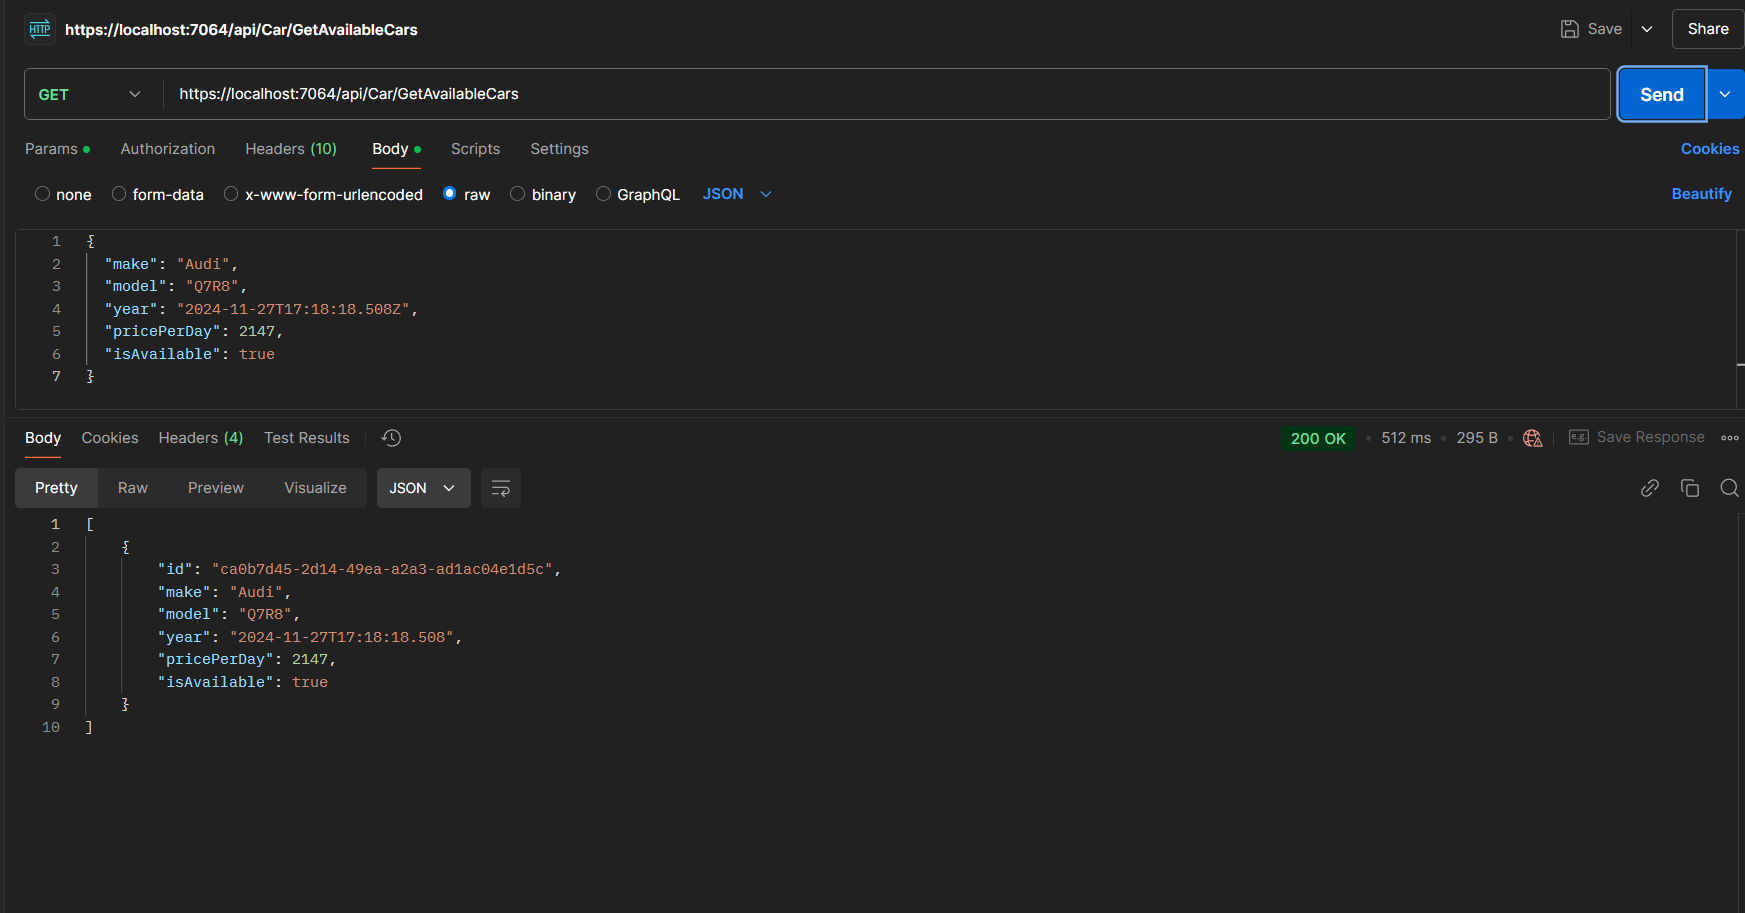 HTTP https://localhost:7064/api/Car/GetAvailableCars Save Share
GET https://localhost:7064/api/Car/GetAvailableCars Send
Params Authorization Headers (10) Body Scripts Settings Cookies
none form-data x-www-form-urlencoded raw binary GraphQL JSON Beautify
1 {
2 "make": "Audi",
3 "model": "Q7R8",
4 "year": "2024-11-27T17:18:18.508Z",
5 "pricePerDay": 2147,
6 "isAvailable": true
7 }
Body Cookies Headers (4) Test Results 200 OK 512 ms 295 B e.g. Save Response
Pretty Raw Preview Visualize JSON
1 [
2 {
3 "id": "ca0b7d45-2d14-49ea-a2a3-ad1ac04e1d5c",
4 "make": "Audi",
5 "model": "Q7R8",
6 "year": "2024-11-27T17:18:18.508",
7 "pricePerDay": 2147,
8 "isAvailable": true
9 }
10 ]